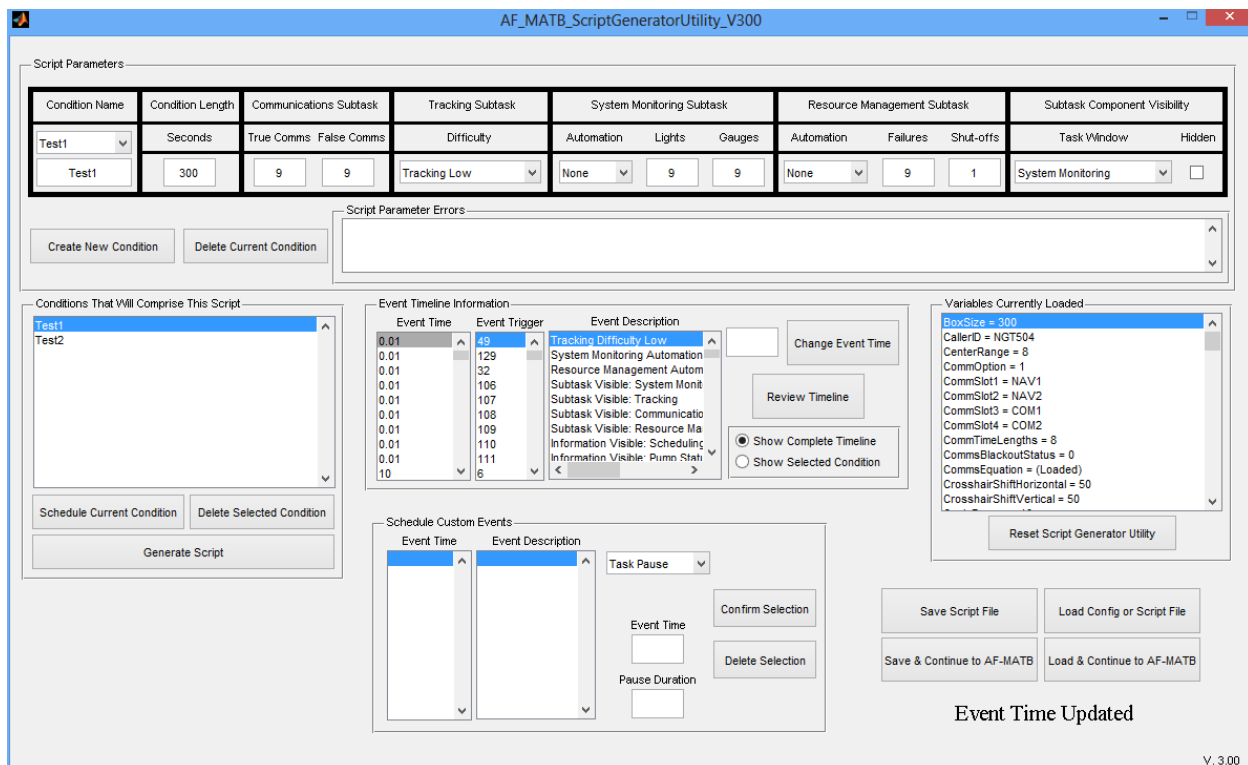 AF_MATB_ScriptGeneratorUtility_V300
Script Parameters
Condition Name Condition Length Communications Subtask Tracking Subtask System Monitoring Subtask Resource Management Subtask Subtask Component Visibility
Test1 Seconds True Comms False Comms Difficulty Automation Lights Gauges Automation Failures Shut-offs Task Window Hidden
Test1 300 9 9 Tracking Low None 9 9 None 9 1 System Monitoring
Script Parameter Errors
Create New Condition Delete Current Condition
Conditions That Will Comprise This Script
Test1
Test2
Schedule Current Condition Delete Selected Condition
Generate Script
Event Timeline Information
Event Time Event Trigger Event Description
0.01 49 Tracking Difficulty Low
0.01 129 System Monitoring Automation
0.01 32 Resource Management Autom
0.01 106 Subtask Visible: System Monit
0.01 107 Subtask Visible: Tracking
0.01 108 Subtask Visible: Communicatio
0.01 109 Subtask Visible: Resource Ma
0.01 110 Information Visible: Scheduling
0.01 111 Information Visible: Pump Stat
10 6
Change Event Time
Review Timeline
Show Complete Timeline
Show Selected Condition
Variables Currently Loaded
BoxSize = 300
CallerID = NGT504
CenterRange = 8
CommOption = 1
CommSlot1 = NAV1
CommSlot2 = NAV2
CommSlot3 = COM1
CommSlot4 = COM2
CommTimeLengths = 8
CommsBlackoutStatus = 0
CommsEquation = (Loaded)
CrosshairShiftHorizontal = 50
CrosshairShiftVertical = 50
Reset Script Generator Utility
Schedule Custom Events
Event Time Event Description
Task Pause
Event Time
Pause Duration
Confirm Selection
Delete Selection
Save Script File Load Config or Script File
Save & Continue to AF-MATB Load & Continue to AF-MATB
Event Time Updated
V. 3.00